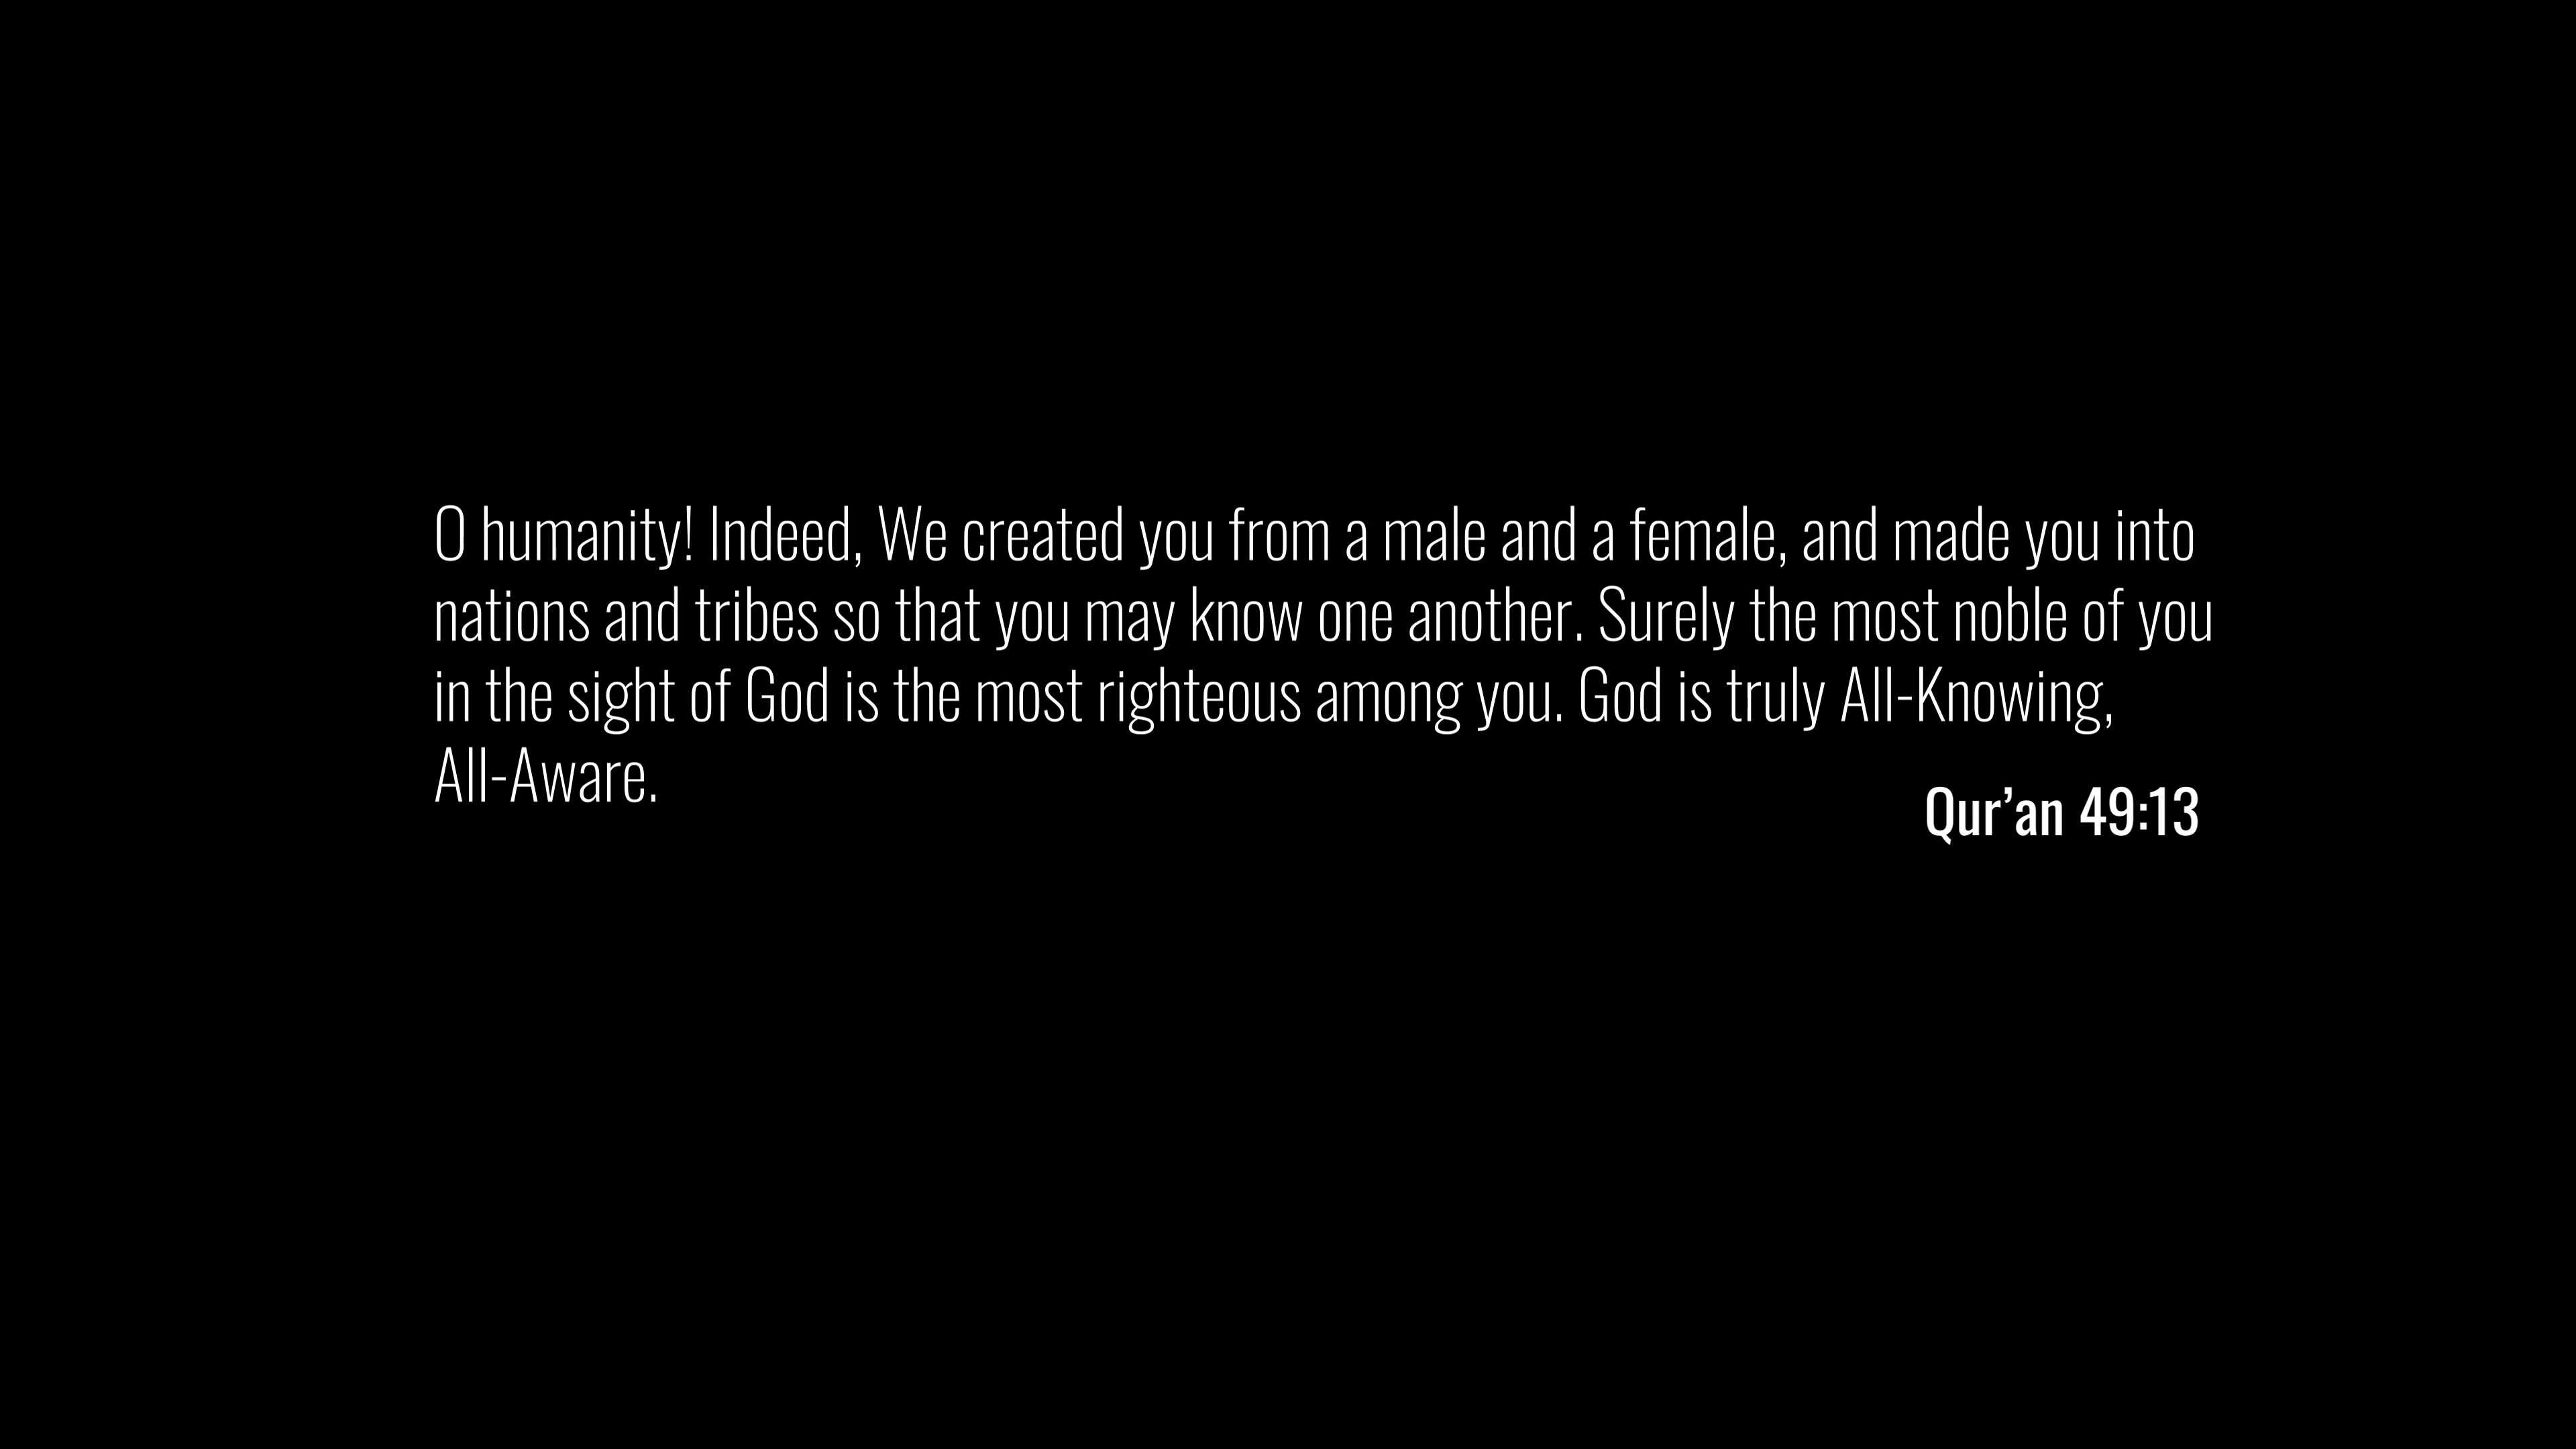 O humanity! Indeed, We created you from a male and a female, and made you into
nations and tribes so that you may know one another. Surely the most noble of you
in the sight of God is the most righteous among you. God is truly All-Knowing,
All-Aware.
Qur’an 49:13